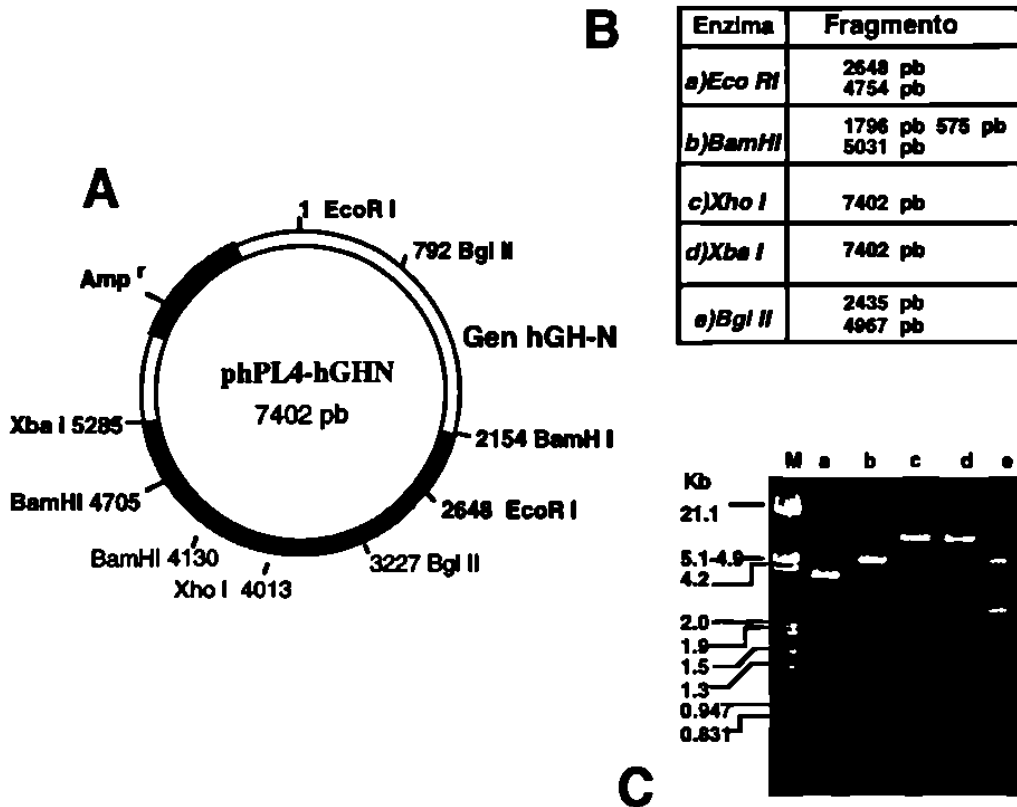 A
1 EcoR I
792 Bgl II
Amp r
Gen hGH-N
phPL4-hGHN
7402 pb
Xba I 5285
2154 BamH I
BamHI 4705
2648 EcoR I
BamHI 4130
3227 Bgl II
Xho I 4013
B
Enzima Fragmento
a)Eco RI 2648 pb
4754 pb
b)BamHI 1796 pb 575 pb
5031 pb
c)Xho I 7402 pb
d)Xba I 7402 pb
e)Bgl II 2435 pb
4967 pb
C
M a b c d e
Kb
21.1
5.1-4.9
4.2
2.0
1.9
1.5
1.3
0.947
0.831